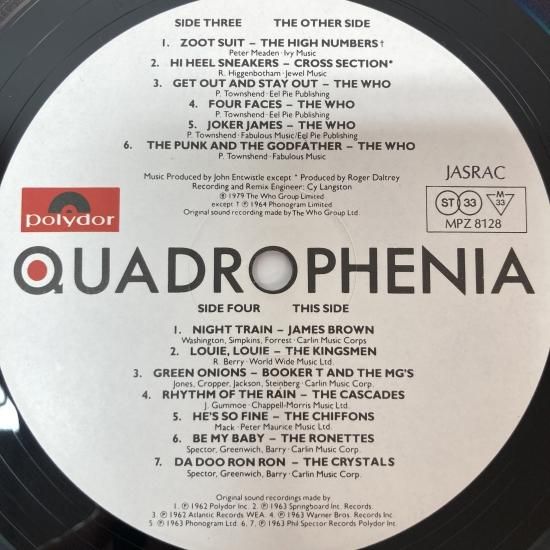 SIDE THREE THE OTHER SIDE
1. ZOOT SUIT – THE HIGH NUMBERS†
Peter Meaden · Ivy Music
2. HI HEEL SNEAKERS – CROSS SECTION*
R. Higgenbotham · Jewel Music
3. GET OUT AND STAY OUT – THE WHO
P. Townshend · Eel Pie Publishing
4. FOUR FACES – THE WHO
P. Townshend · Eel Pie Publishing
5. JOKER JAMES – THE WHO
P. Townshend · Fabulous Music/Eel Pie Publishing
6. THE PUNK AND THE GODFATHER – THE WHO
P. Townshend · Fabulous Music
Music Produced by John Entwistle except * Produced by Roger Daltrey
Recording and Remix Engineer: Cy Langston
℗ 1979 The Who Group Limited
except † ℗ 1964 Phonogram Limited
Original sound recording made by The Who Group Ltd.
polydor
JASRAC
ST 33 M 33
MPZ 8128
QUADROPHENIA
SIDE FOUR THIS SIDE
1. NIGHT TRAIN – JAMES BROWN
Washington, Simpkins, Forrest · Carlin Music Corps
2. LOUIE, LOUIE – THE KINGSMEN
R. Berry · World Wide Music Ltd.
3. GREEN ONIONS – BOOKER T AND THE MG'S
Jones, Cropper, Jackson, Steinberg · Carlin Music Corp.
4. RHYTHM OF THE RAIN – THE CASCADES
J. Gummoe · Chappell-Morris Music Ltd.
5. HE'S SO FINE – THE CHIFFONS
Mack · Peter Maurice Music Ltd.
6. BE MY BABY – THE RONETTES
Spector, Greenwich, Barry · Carlin Music Corp.
7. DA DOO RON RON – THE CRYSTALS
Spector, Greenwich, Barry · Carlin Music Corp.
Original sound recordings made by
1. ℗ 1962 Polydor Inc. 2. ℗ 1963 Springboard Int. Records.
3. ℗ 1962 Atlantic Records WEA. 4. ℗ 1963 Warner Bros. Records Inc.
5. ℗ 1963 Phonogram Ltd. 6. 7. ℗ 1963 Phil Spector Records Int.